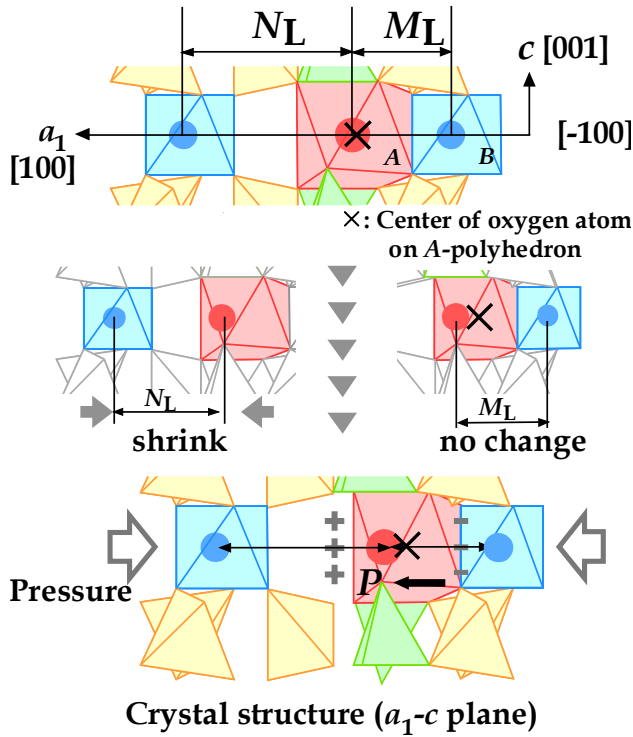 N_L M_L
c [001]
a_1
[100]
[-100]
A B
×: Center of oxygen atom
on A-polyhedron
N_L
M_L
shrink
no change
+ −
+ −
+ −
Pressure
P
Crystal structure (a_1-c plane)